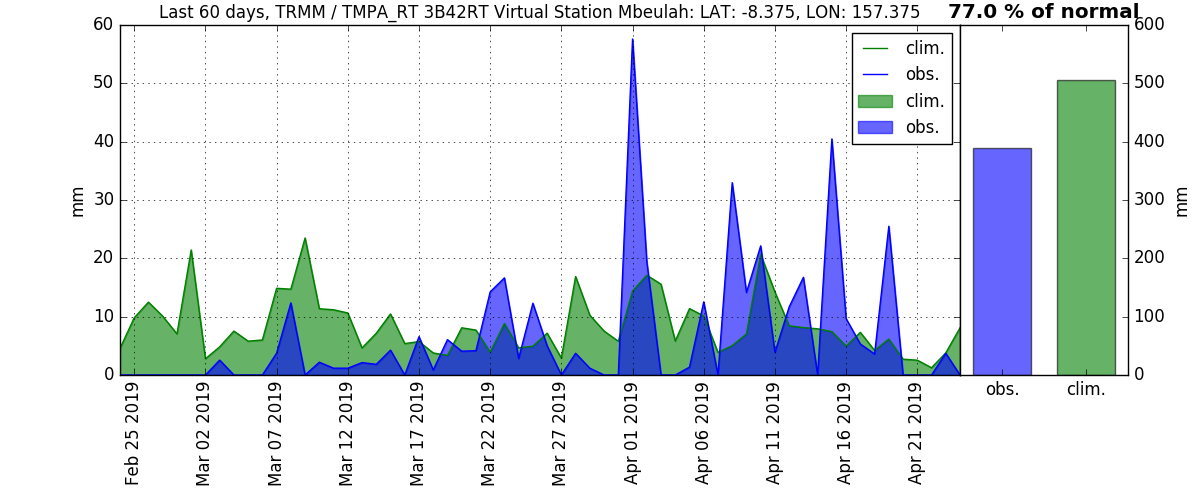 Last 60 days, TRMM / TMPA_RT 3B42RT Virtual Station Mbeulah: LAT: -8.375, LON: 157.375
77.0 % of normal
60
50
40
30
20
10
0
mm
clim.
obs.
clim.
obs.
Feb 25 2019
Mar 02 2019
Mar 07 2019
Mar 12 2019
Mar 17 2019
Mar 22 2019
Mar 27 2019
Apr 01 2019
Apr 06 2019
Apr 11 2019
Apr 16 2019
Apr 21 2019
600
500
400
300
200
100
0
mm
obs.
clim.